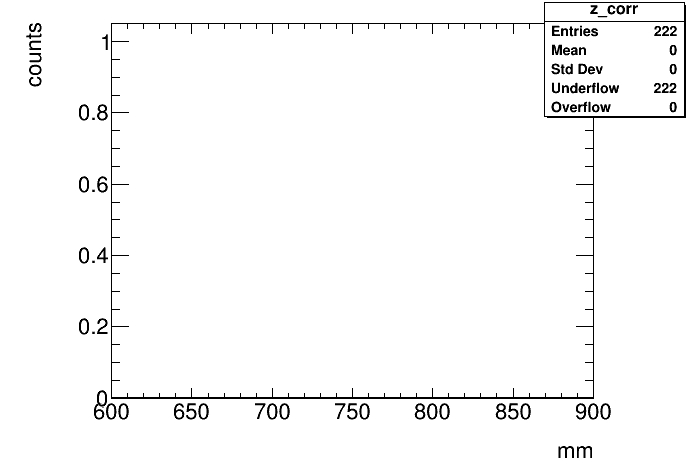 z_corr
Entries 222
Mean 0
Std Dev 0
Underflow 222
Overflow 0
counts
1
0.8
0.6
0.4
0.2
0
600 650 700 750 800 850 900
mm